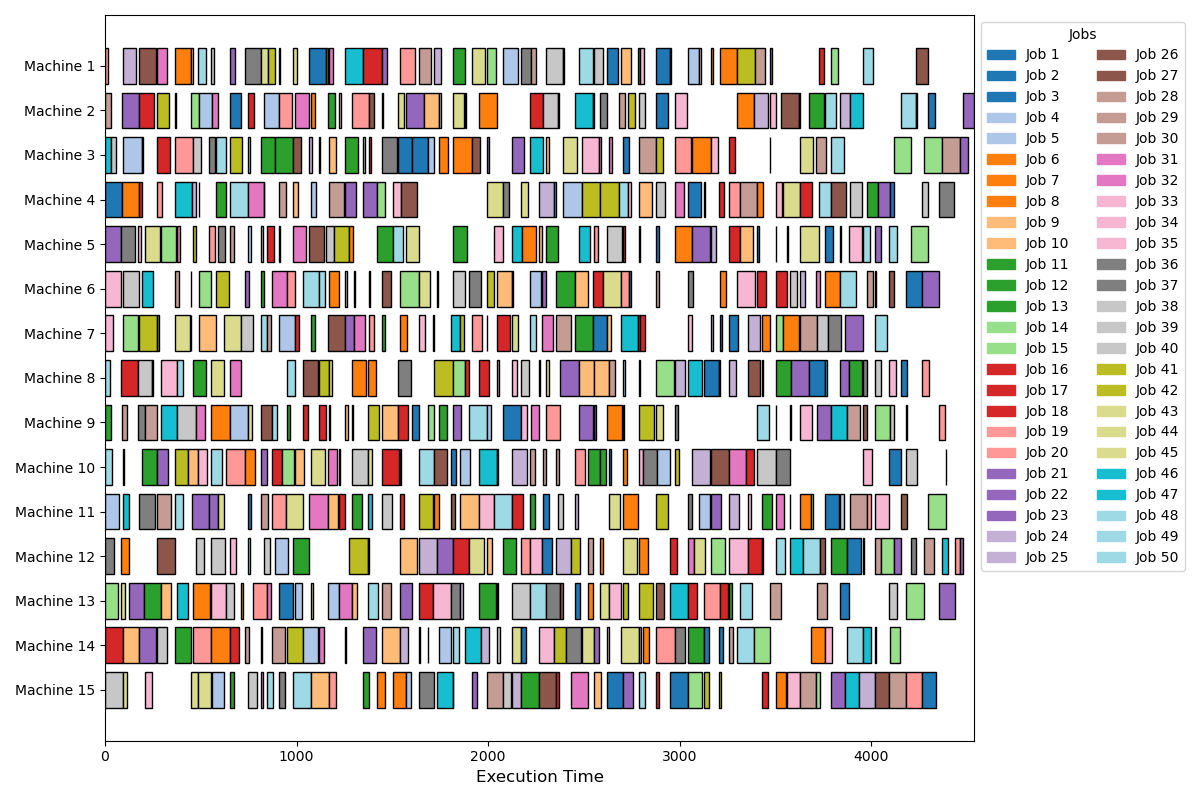 Machine 1
Machine 2
Machine 3
Machine 4
Machine 5
Machine 6
Machine 7
Machine 8
Machine 9
Machine 10
Machine 11
Machine 12
Machine 13
Machine 14
Machine 15
0 1000 2000 3000 4000
Execution Time
Jobs
Job 1 Job 26
Job 2 Job 27
Job 3 Job 28
Job 4 Job 29
Job 5 Job 30
Job 6 Job 31
Job 7 Job 32
Job 8 Job 33
Job 9 Job 34
Job 10 Job 35
Job 11 Job 36
Job 12 Job 37
Job 13 Job 38
Job 14 Job 39
Job 15 Job 40
Job 16 Job 41
Job 17 Job 42
Job 18 Job 43
Job 19 Job 44
Job 20 Job 45
Job 21 Job 46
Job 22 Job 47
Job 23 Job 48
Job 24 Job 49
Job 25 Job 50